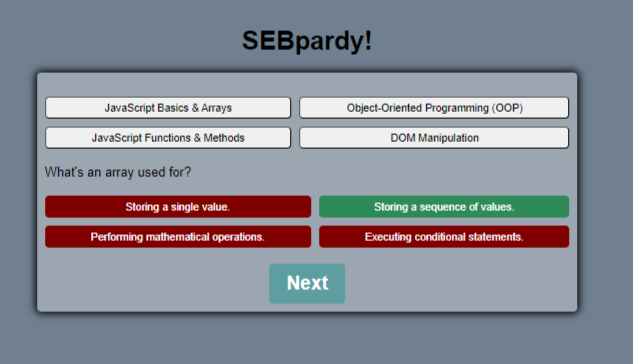 SEBpardy!
JavaScript Basics & Arrays
Object-Oriented Programming (OOP)
JavaScript Functions & Methods
DOM Manipulation
What's an array used for?
Storing a single value.
Storing a sequence of values.
Performing mathematical operations.
Executing conditional statements.
Next